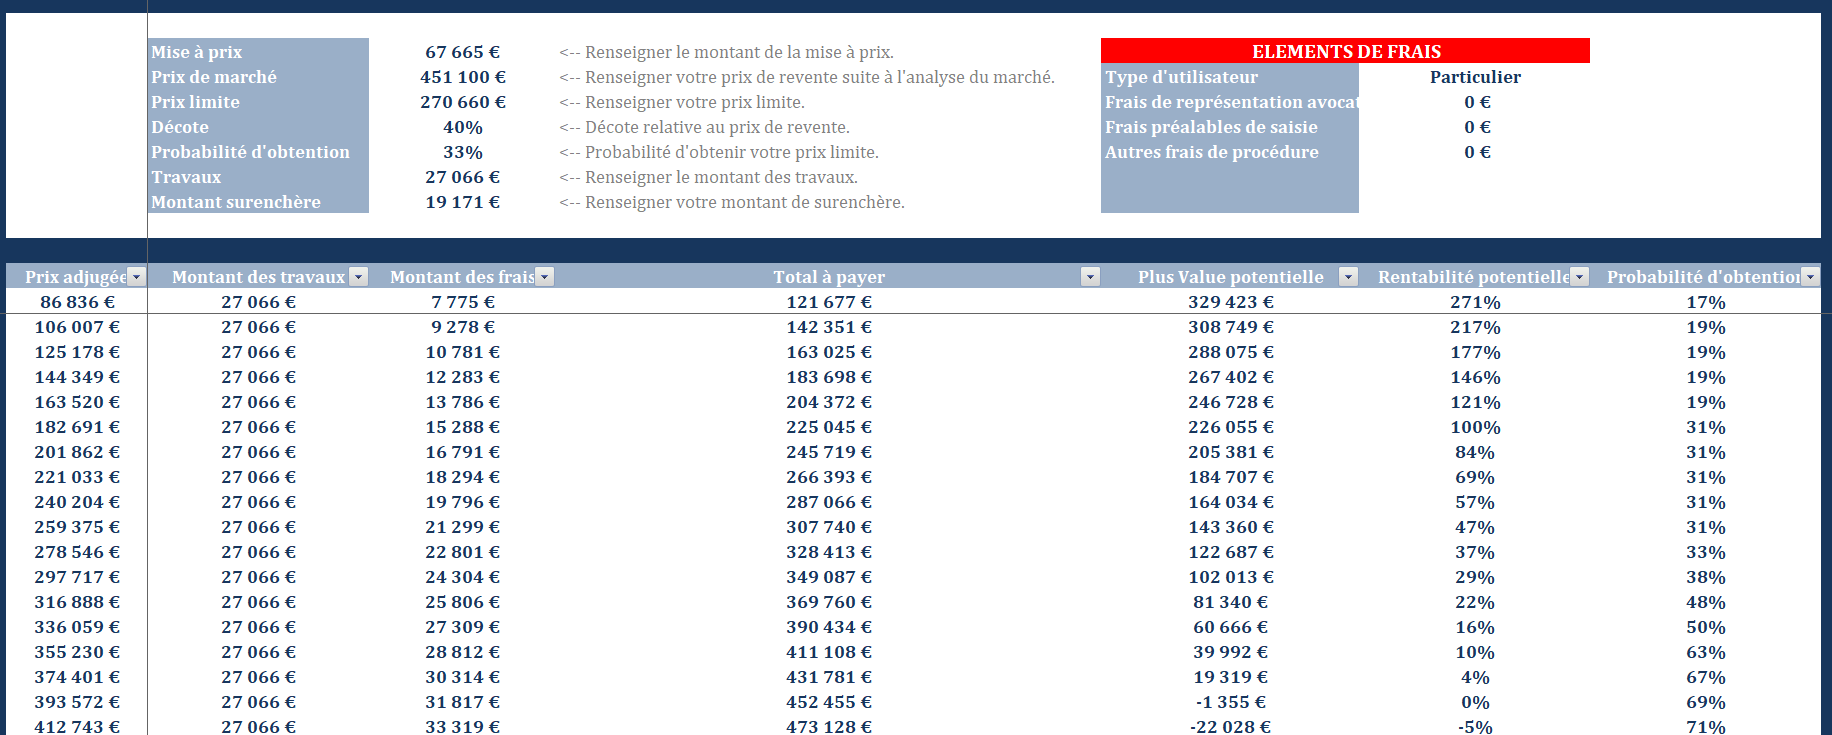 Mise à prix 67 665 € <-- Renseigner le montant de la mise à prix. ELEMENTS DE FRAIS
Prix de marché 451 100 € <-- Renseigner votre prix de revente suite à l'analyse du marché. Type d'utilisateur Particulier
Prix limite 270 660 € <-- Renseigner votre prix limite. Frais de représentation avocat 0 €
Décote 40% <-- Décote relative au prix de revente. Frais préalables de saisie 0 €
Probabilité d'obtention 33% <-- Probabilité d'obtenir votre prix limite. Autres frais de procédure 0 €
Travaux 27 066 € <-- Renseigner le montant des travaux.
Montant surenchère 19 171 € <-- Renseigner votre montant de surenchère.
Prix adjugée Montant des travaux Montant des frais Total à payer Plus Value potentielle Rentabilité potentielle Probabilité d'obtention
86 836 € 27 066 € 7 775 € 121 677 € 329 423 € 271% 17%
106 007 € 27 066 € 9 278 € 142 351 € 308 749 € 217% 19%
125 178 € 27 066 € 10 781 € 163 025 € 288 075 € 177% 19%
144 349 € 27 066 € 12 283 € 183 698 € 267 402 € 146% 19%
163 520 € 27 066 € 13 786 € 204 372 € 246 728 € 121% 19%
182 691 € 27 066 € 15 288 € 225 045 € 226 055 € 100% 31%
201 862 € 27 066 € 16 791 € 245 719 € 205 381 € 84% 31%
221 033 € 27 066 € 18 294 € 266 393 € 184 707 € 69% 31%
240 204 € 27 066 € 19 796 € 287 066 € 164 034 € 57% 31%
259 375 € 27 066 € 21 299 € 307 740 € 143 360 € 47% 31%
278 546 € 27 066 € 22 801 € 328 413 € 122 687 € 37% 33%
297 717 € 27 066 € 24 304 € 349 087 € 102 013 € 29% 38%
316 888 € 27 066 € 25 806 € 369 760 € 81 340 € 22% 48%
336 059 € 27 066 € 27 309 € 390 434 € 60 666 € 16% 50%
355 230 € 27 066 € 28 812 € 411 108 € 39 992 € 10% 63%
374 401 € 27 066 € 30 314 € 431 781 € 19 319 € 4% 67%
393 572 € 27 066 € 31 817 € 452 455 € -1 355 € 0% 69%
412 743 € 27 066 € 33 319 € 473 128 € -22 028 € -5% 71%